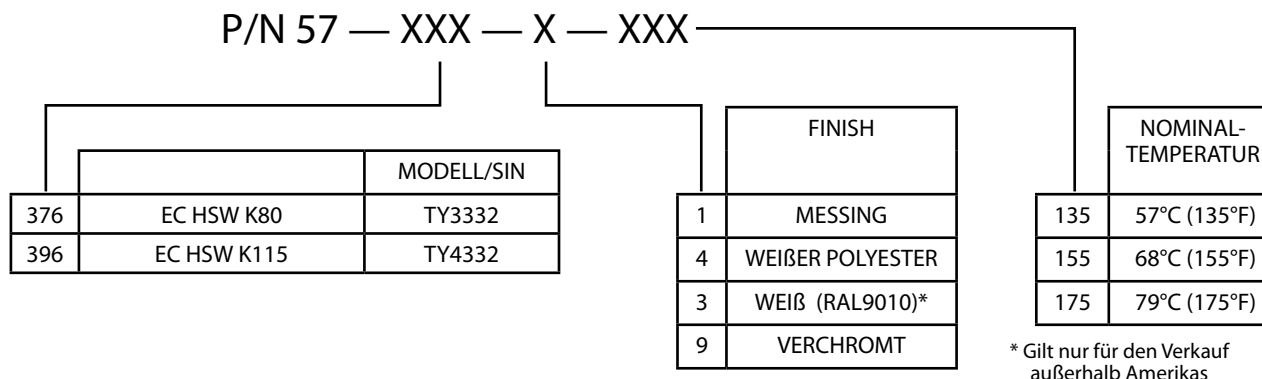 P/N 57 — XXX — X — XXX
MODELL/SIN
376 EC HSW K80 TY3332
396 EC HSW K115 TY4332
FINISH
1 MESSING
4 WEIßER POLYESTER
3 WEIß (RAL9010)*
9 VERCHROMT
NOMINAL-
TEMPERATUR
135 57°C (135°F)
155 68°C (155°F)
175 79°C (175°F)
* Gilt nur für den Verkauf
außerhalb Amerikas